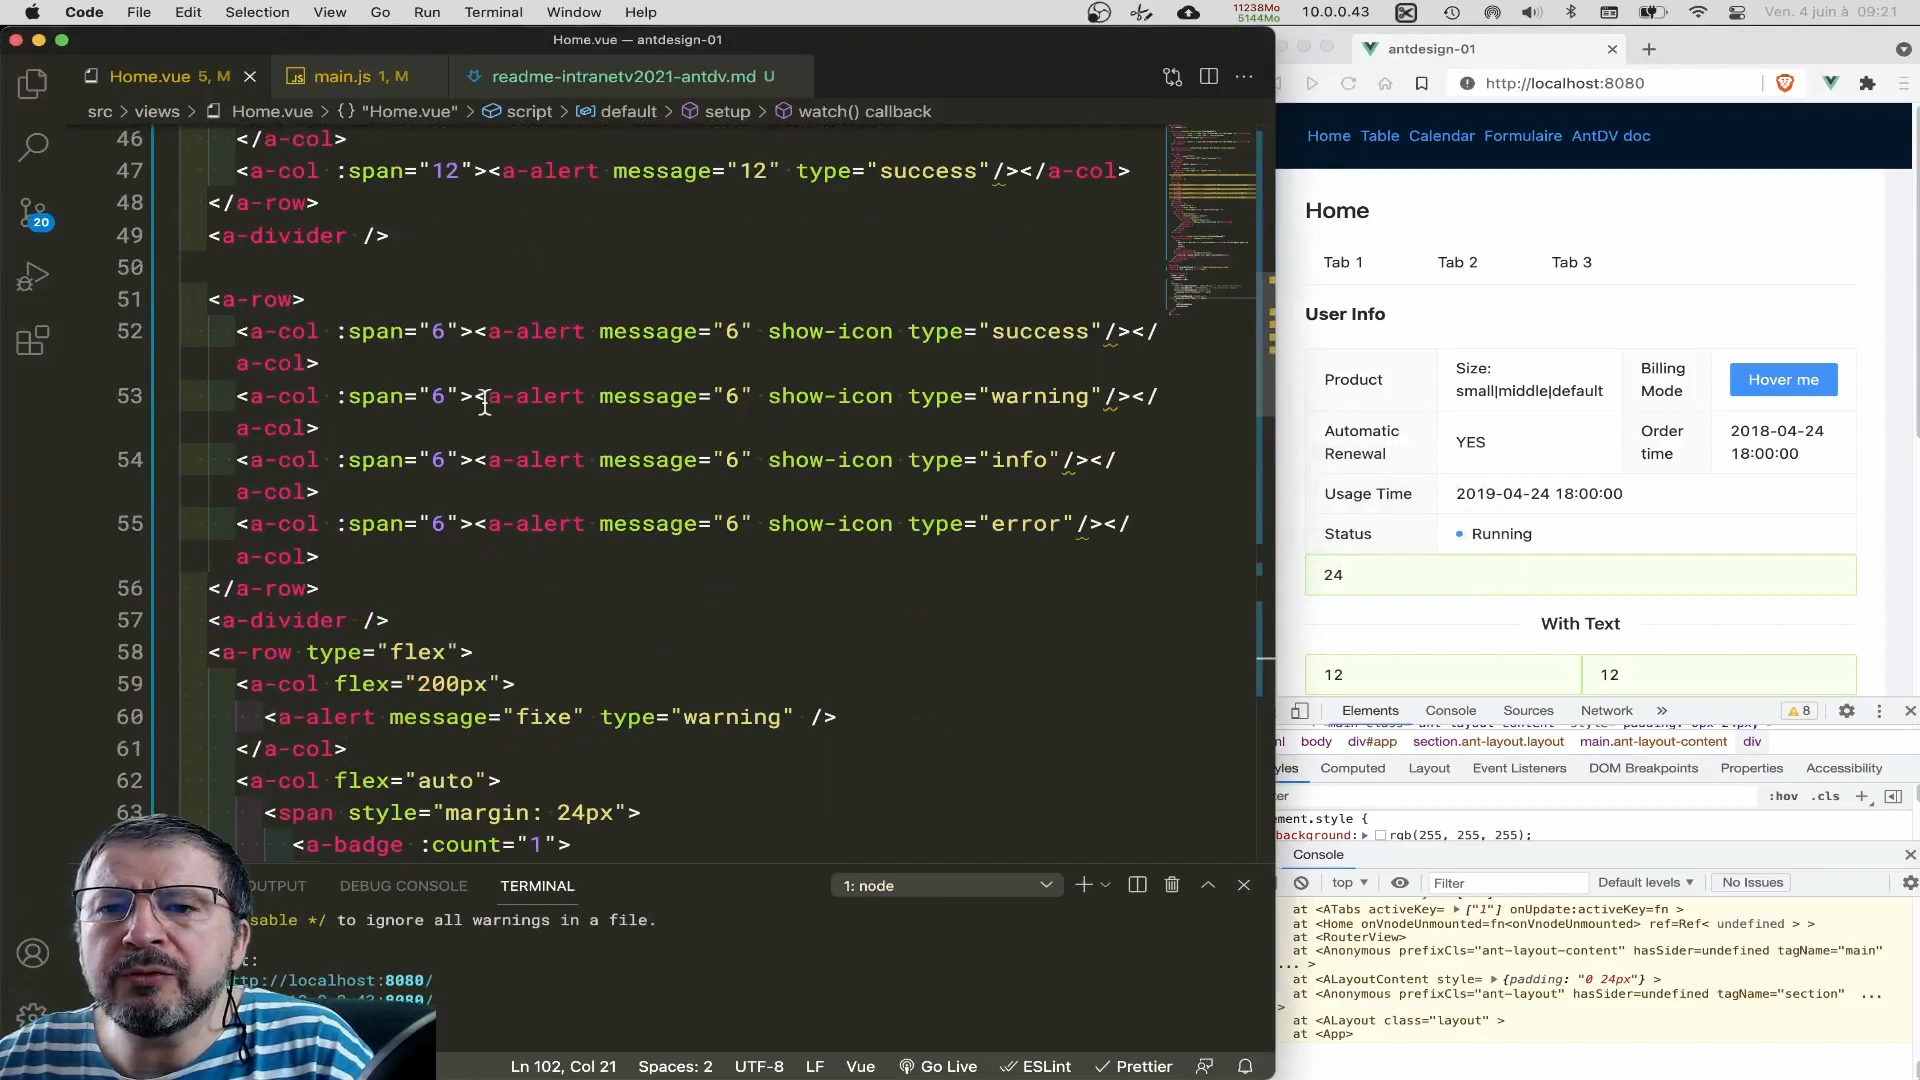 Code File Edit Selection View Go Run Terminal Window Help
11238Mo
5144Mo
10.0.0.43
Ven. 4 juin à 09:21
Home.vue — antdesign-01
Home.vue 5, M
main.js 1, M
readme-intranetv2021-antdv.md U
src > views > Home.vue > {} "Home.vue" > script > default > setup > watch() callback
20
46 </a-col>
47 <a-col :span="12"><a-alert message="12" type="success"/></a-col>
48 </a-row>
49 <a-divider />
50
51 <a-row>
52 <a-col :span="6"><a-alert message="6" show-icon type="success"/></
a-col>
53 <a-col :span="6"><a-alert message="6" show-icon type="warning"/></
a-col>
54 <a-col :span="6"><a-alert message="6" show-icon type="info"/></
a-col>
55 <a-col :span="6"><a-alert message="6" show-icon type="error"/></
a-col>
56 </a-row>
57 <a-divider />
58 <a-row type="flex">
59 <a-col flex="200px">
60 <a-alert message="fixe" type="warning" />
61 </a-col>
62 <a-col flex="auto">
63 <span style="margin: 24px">
<a-badge :count="1">
OUTPUT DEBUG CONSOLE TERMINAL
1: node
sable */ to ignore all warnings in a file.
t:
ttp://localhost:8080/
Ln 102, Col 21 Spaces: 2 UTF-8 LF Vue Go Live ESLint Prettier
antdesign-01
http://localhost:8080
Home Table Calendar Formulaire AntDV doc
Home
Tab 1 Tab 2 Tab 3
User Info
Product
Size:
small|middle|default
Billing
Mode
Hover me
Automatic
Renewal
YES
Order
time
2018-04-24
18:00:00
Usage Time 2019-04-24 18:00:00
Status Running
24
With Text
12 12
Elements Console Sources Network » 8
ml body div#app section.ant-layout.layout main.ant-layout-content div
yles Computed Layout Event Listeners DOM Breakpoints Properties Accessibility
ter :hov .cls
ement.style {
background: rgb(255, 255, 255);
Console
top Filter Default levels No Issues
at <ATabs activeKey= ["1"] onUpdate:activeKey=fn >
at <Home onVnodeUnmounted=fn<onVnodeUnmounted> ref=Ref< undefined > >
at <RouterView>
at <Anonymous prefixCls="ant-layout-content" hasSider=undefined tagName="main"
... >
at <ALayoutContent style= {padding: "0 24px"} >
at <Anonymous prefixCls="ant-layout" hasSider=undefined tagName="section" ...
>
at <ALayout class="layout" >
at <App>